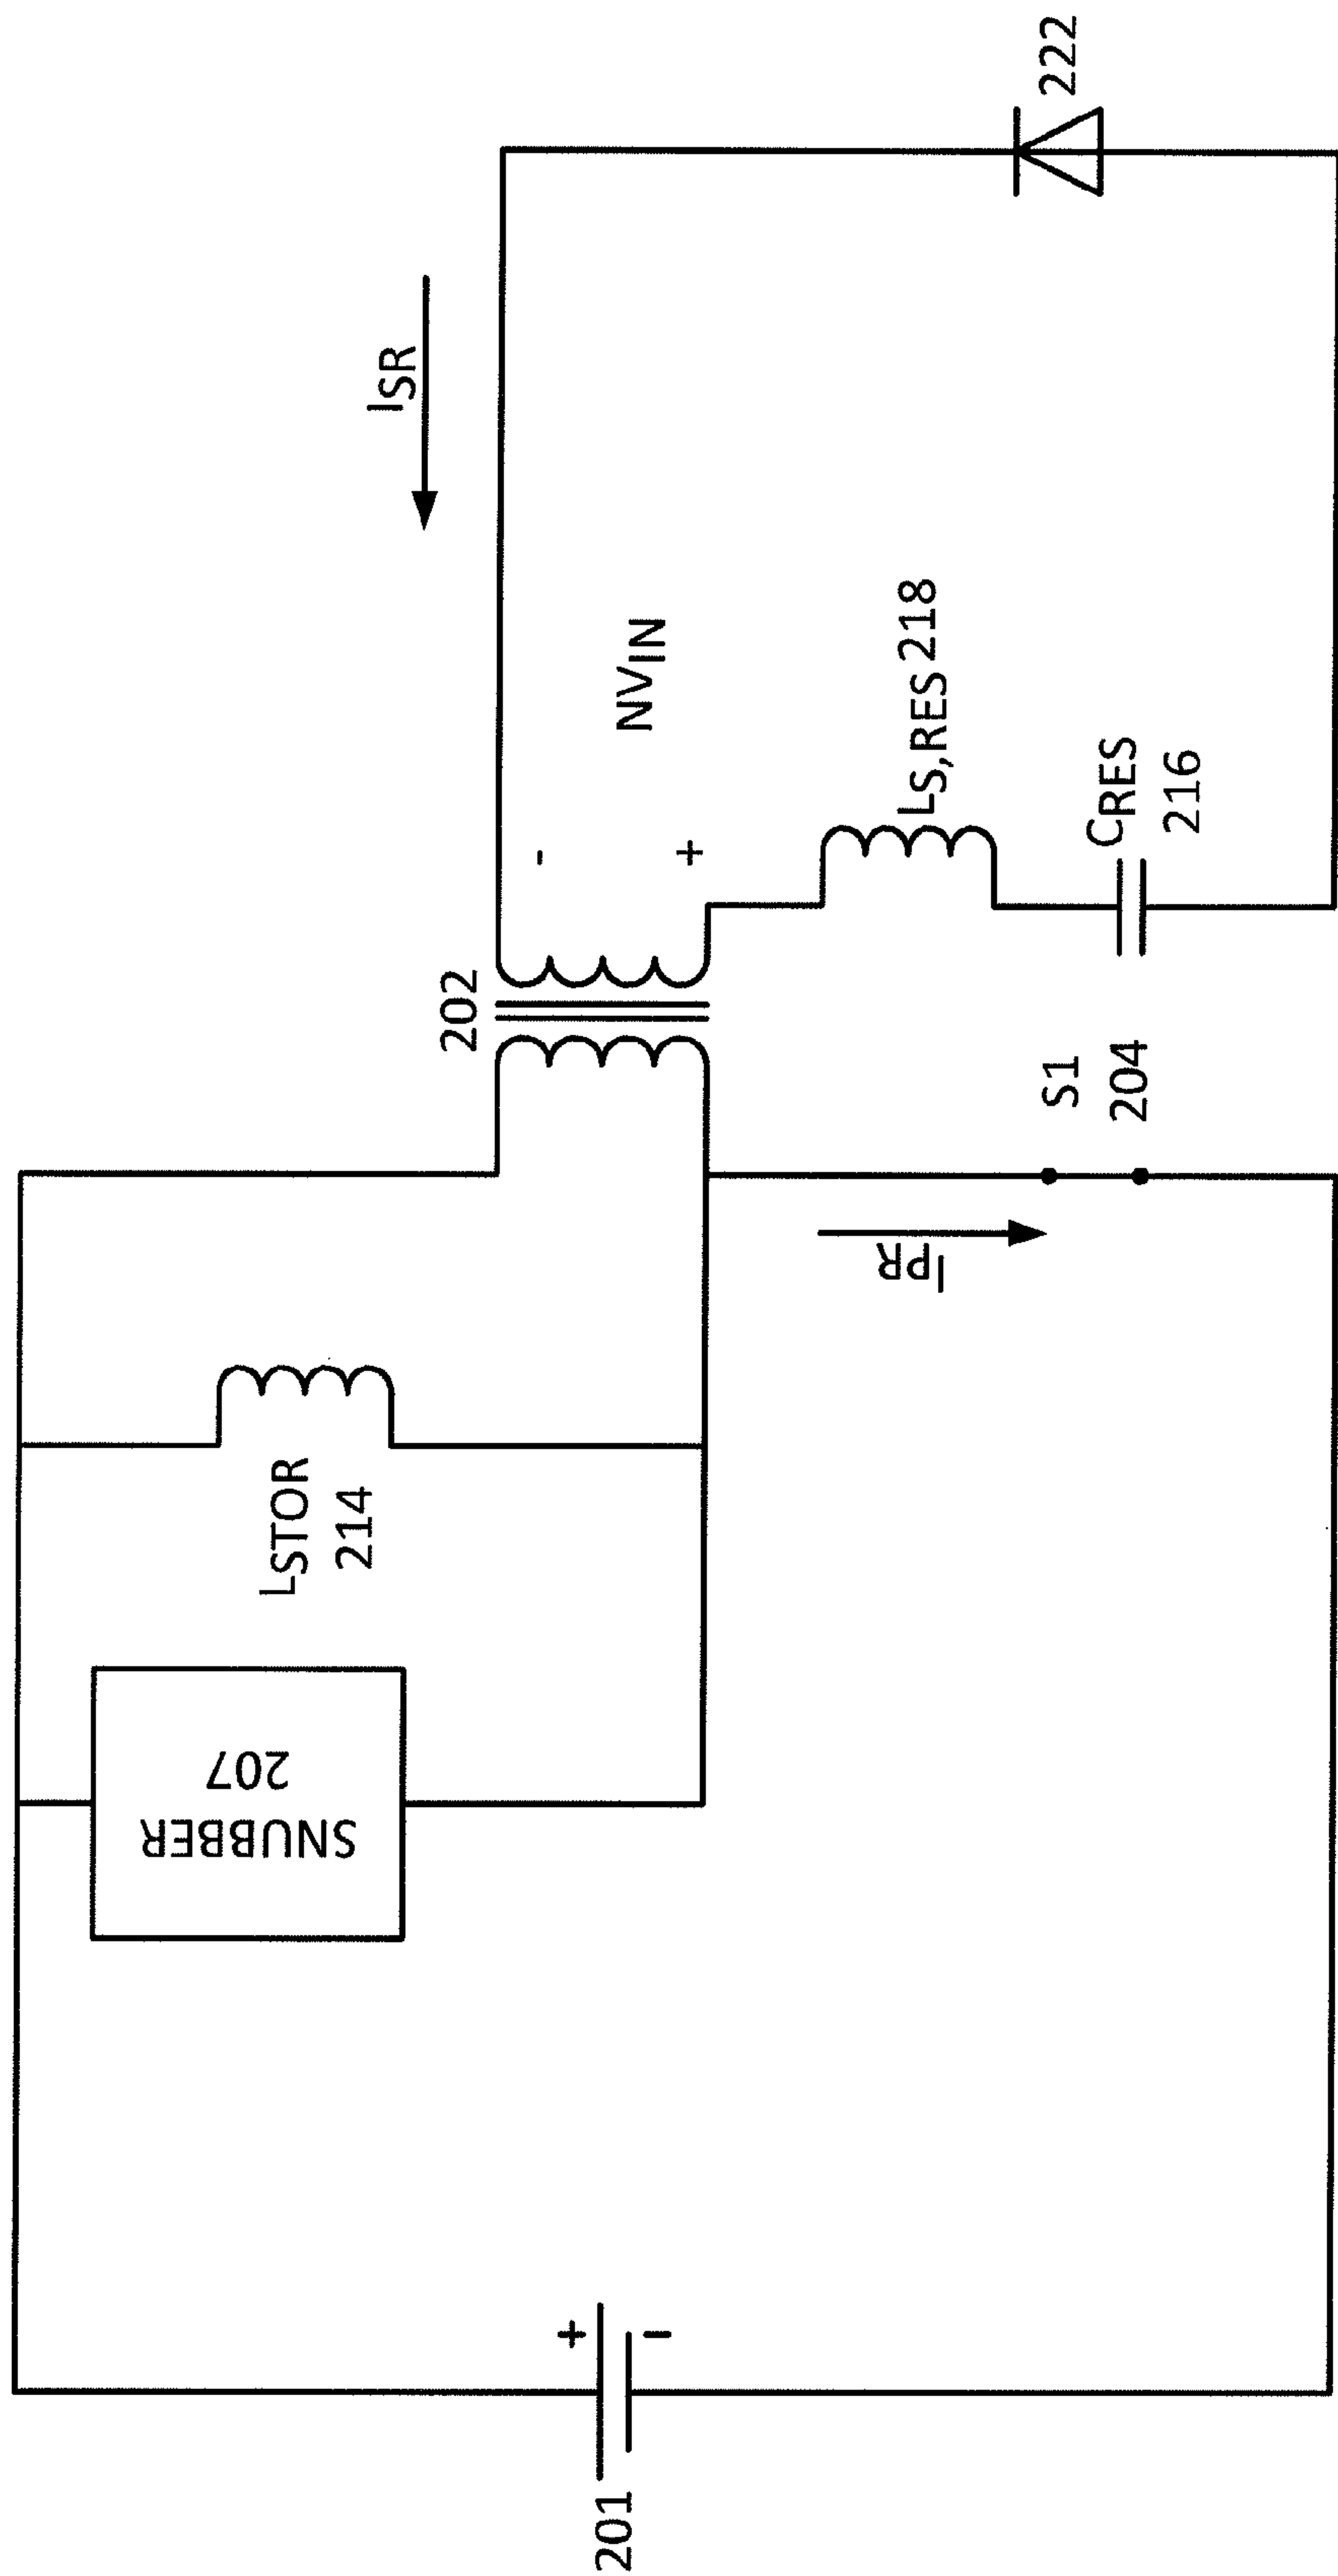 201
+
-
SNUBBER
207
LSTOR
214
IPR
202
S1
204
-
+
NVIN
LS,RES 218
CRES
216
ISR
222